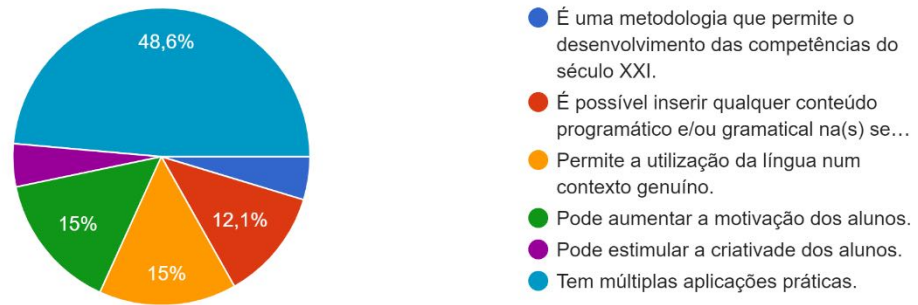 48,6%
15%
15%
12,1%
É uma metodologia que permite o
desenvolvimento das competências do
século XXI.
É possível inserir qualquer conteúdo
programático e/ou gramatical na(s) se…
Permite a utilização da língua num
contexto genuíno.
Pode aumentar a motivação dos alunos.
Pode estimular a criativade dos alunos.
Tem múltiplas aplicações práticas.